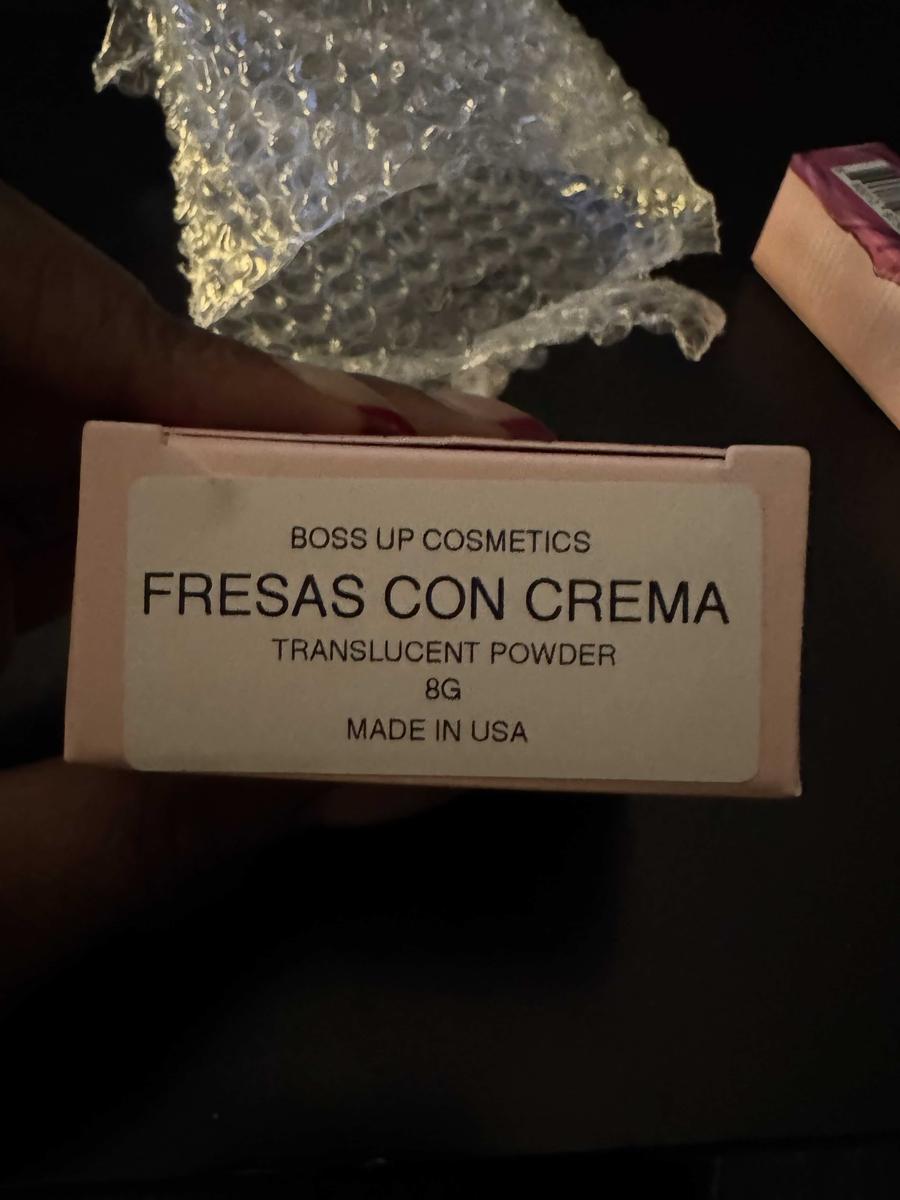 BOSS UP COSMETICS
FRESAS CON CREMA
TRANSLUCENT POWDER
8G
MADE IN USA